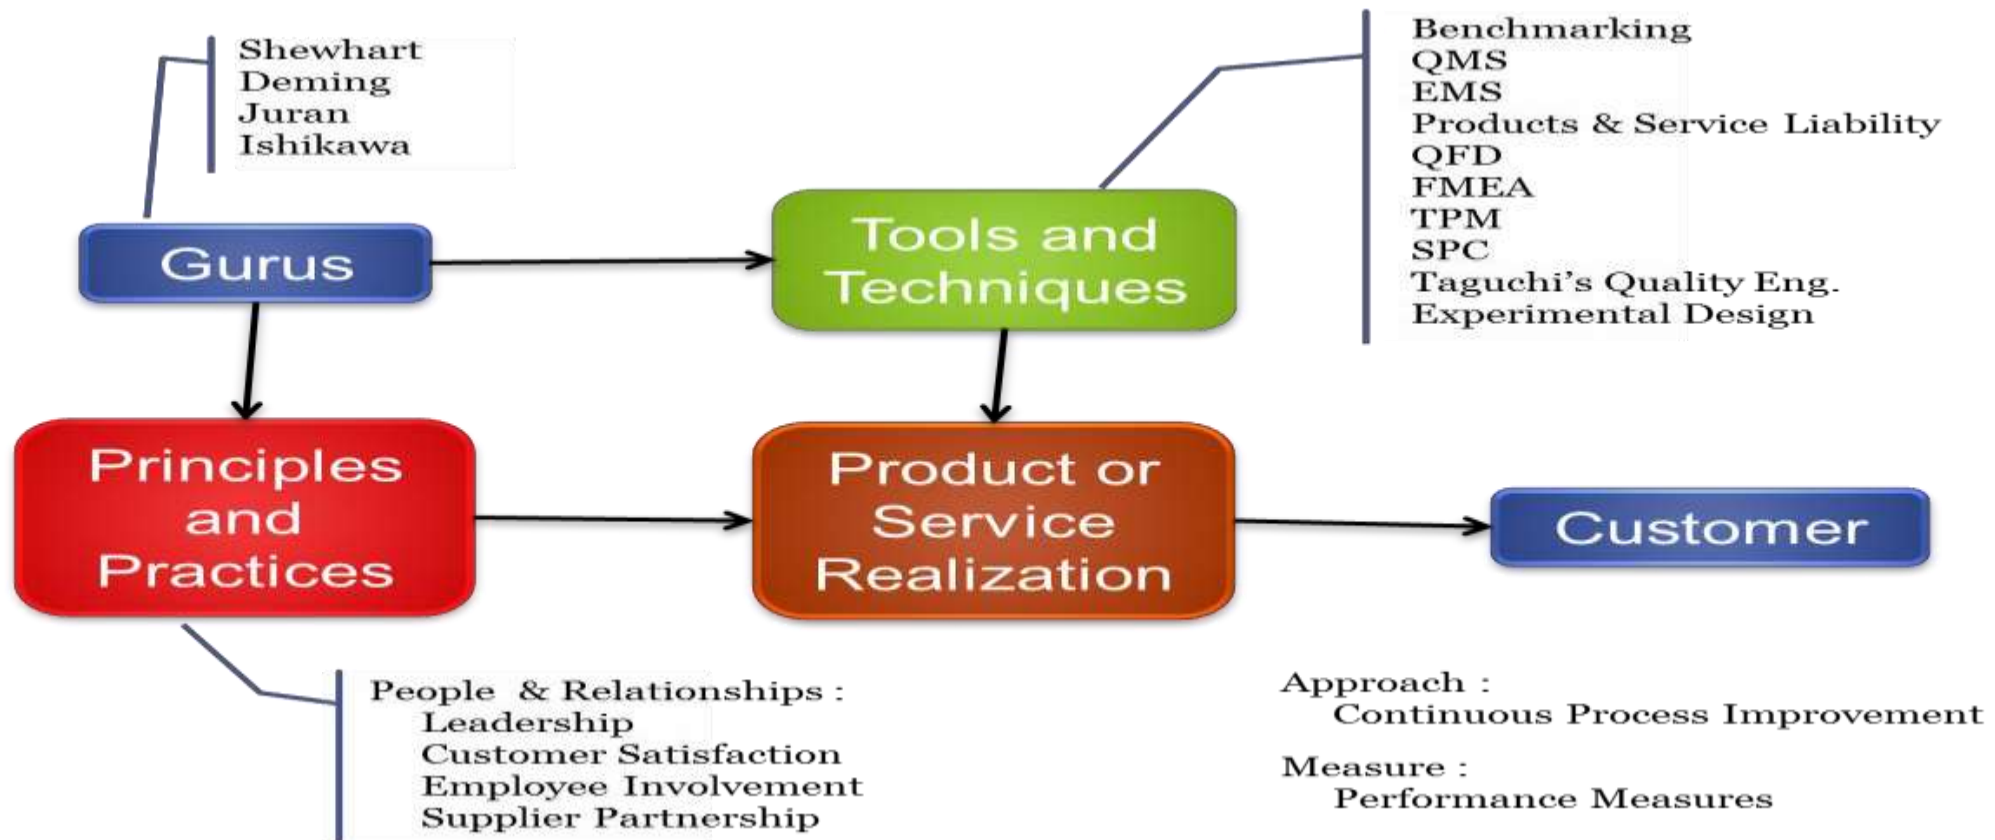 Shewhart
Deming
Juran
Ishikawa
Benchmarking
QMS
EMS
Products & Service Liability
QFD
FMEA
TPM
SPC
Taguchi's Quality Eng.
Experimental Design
Gurus
Tools and
Techniques
Principles
and
Practices
Product or
Service
Realization
Customer
People & Relationships :
Leadership
Customer Satisfaction
Employee Involvement
Supplier Partnership
Approach :
Continuous Process Improvement
Measure :
Performance Measures